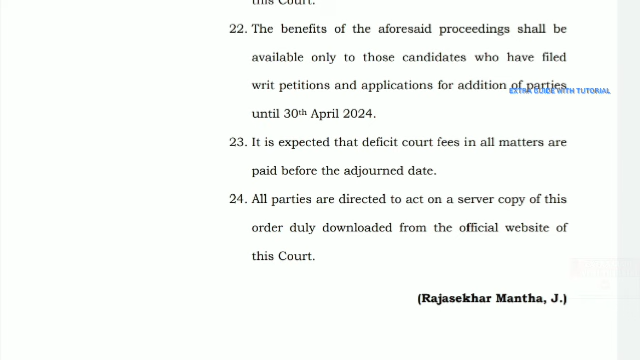 this Court.
22. The benefits of the aforesaid proceedings shall be
available only to those candidates who have filed
writ petitions and applications for addition of parties
EXTRA GUIDE WITH TUTORIAL
until 30th April 2024.
23. It is expected that deficit court fees in all matters are
paid before the adjourned date.
24. All parties are directed to act on a server copy of this
order duly downloaded from the official website of
this Court.
(Rajasekhar Mantha, J.)